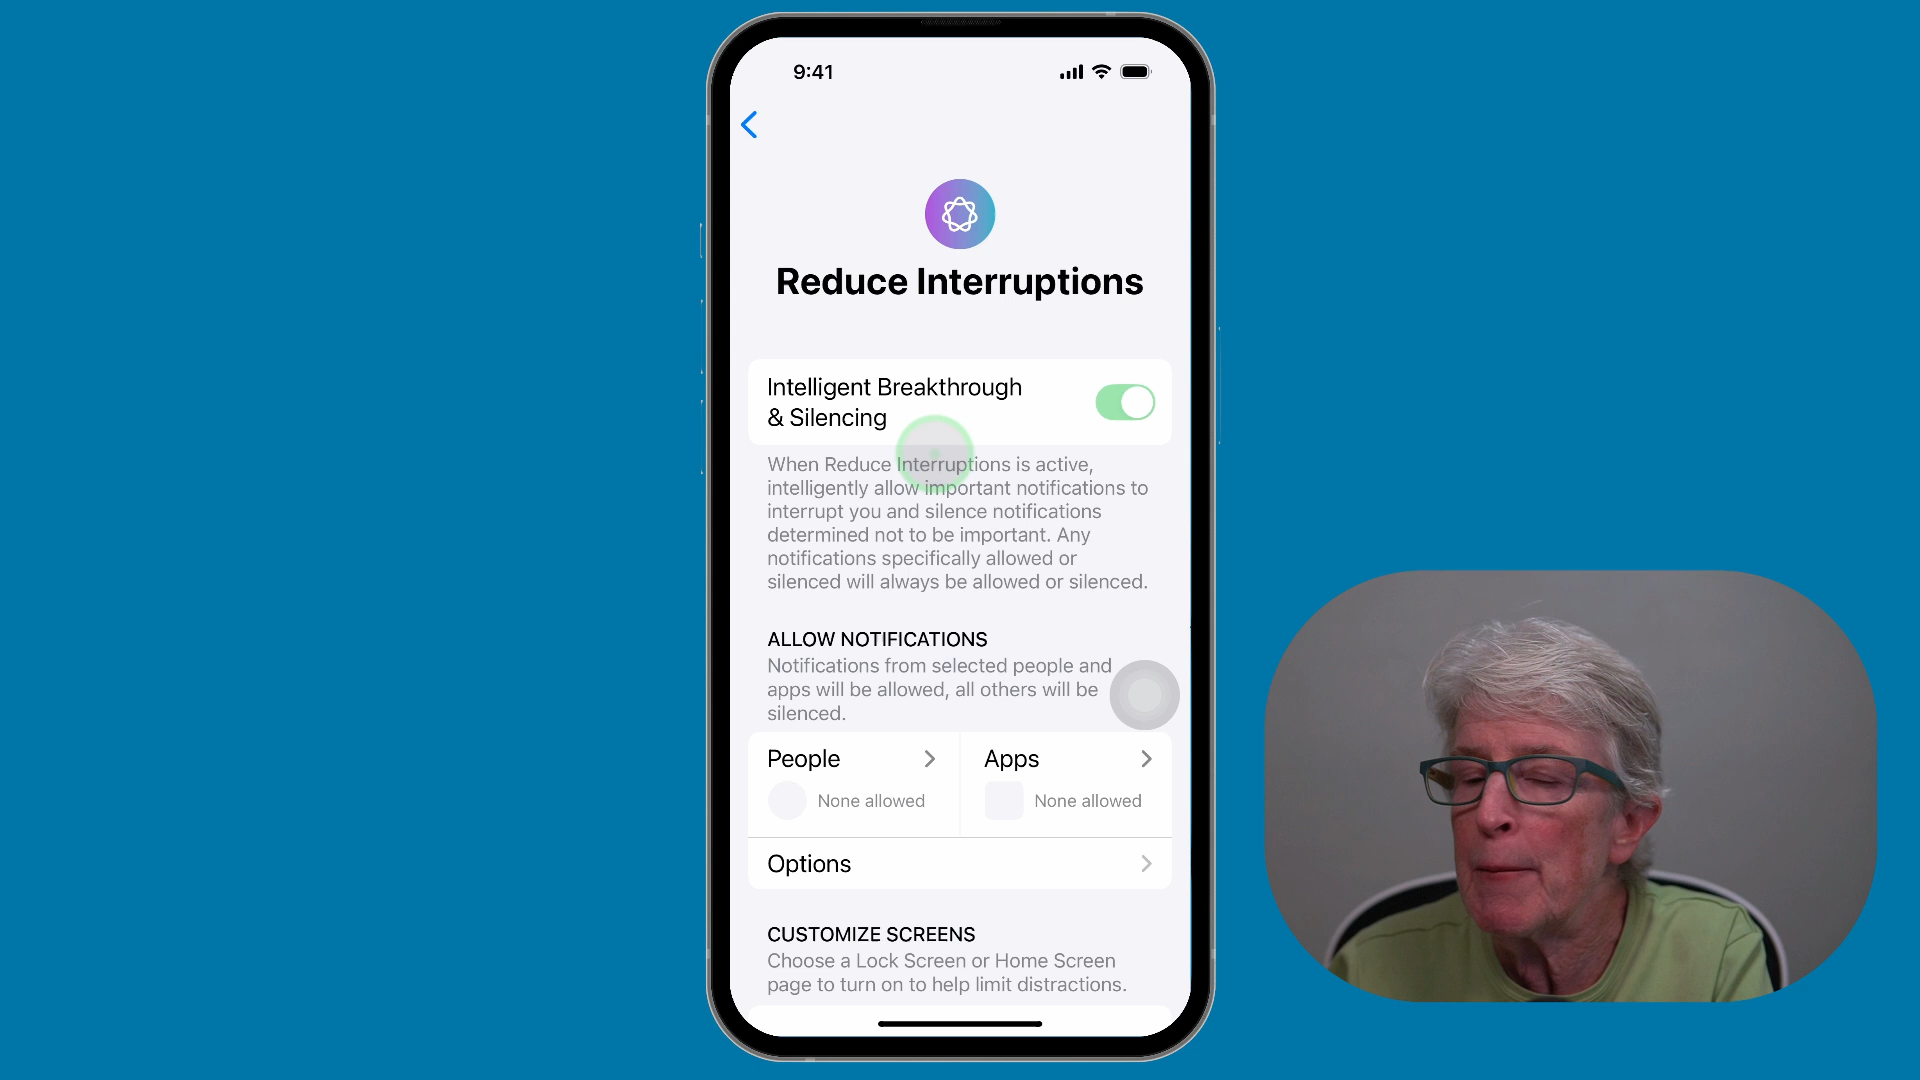 9:41
Reduce Interruptions
Intelligent Breakthrough
& Silencing
When Reduce Interruptions is active,
intelligently allow important notifications to
interrupt you and silence notifications
determined not to be important. Any
notifications specifically allowed or
silenced will always be allowed or silenced.
ALLOW NOTIFICATIONS
Notifications from selected people and
apps will be allowed, all others will be
silenced.
People
Apps
None allowed
None allowed
Options
CUSTOMIZE SCREENS
Choose a Lock Screen or Home Screen
page to turn on to help limit distractions.